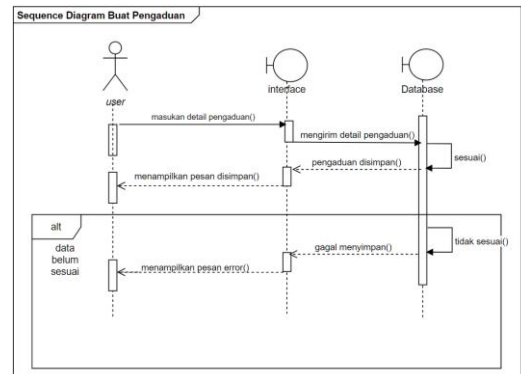 Sequence Diagram Buat Pengaduan
user
interface
Database
masukan detail pengaduan()
mengirim detail pengaduan()
sesuai()
pengaduan disimpan()
menampilkan pesan disimpan()
alt
data
belum
sesuai
tidak sesuai()
gagal menyimpan()
menampilkan pesan error()